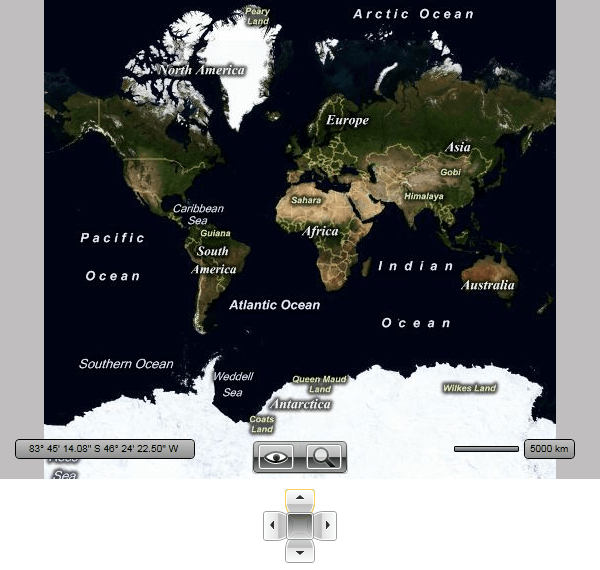 Peary
Land
Arctic Ocean
North America
Europe
Asia
Gobi
Himalaya
Sahara
Caribbean
Sea
Guiana
Africa
Pacific
Ocean
South
America
Indian
Ocean
Australia
Atlantic Ocean
Southern Ocean
Weddell
Sea
Queen Maud
Land
Wilkes Land
Antarctica
Coats
Land
83° 45' 14.08" S 46° 24' 22.50" W
5000 km
Sea